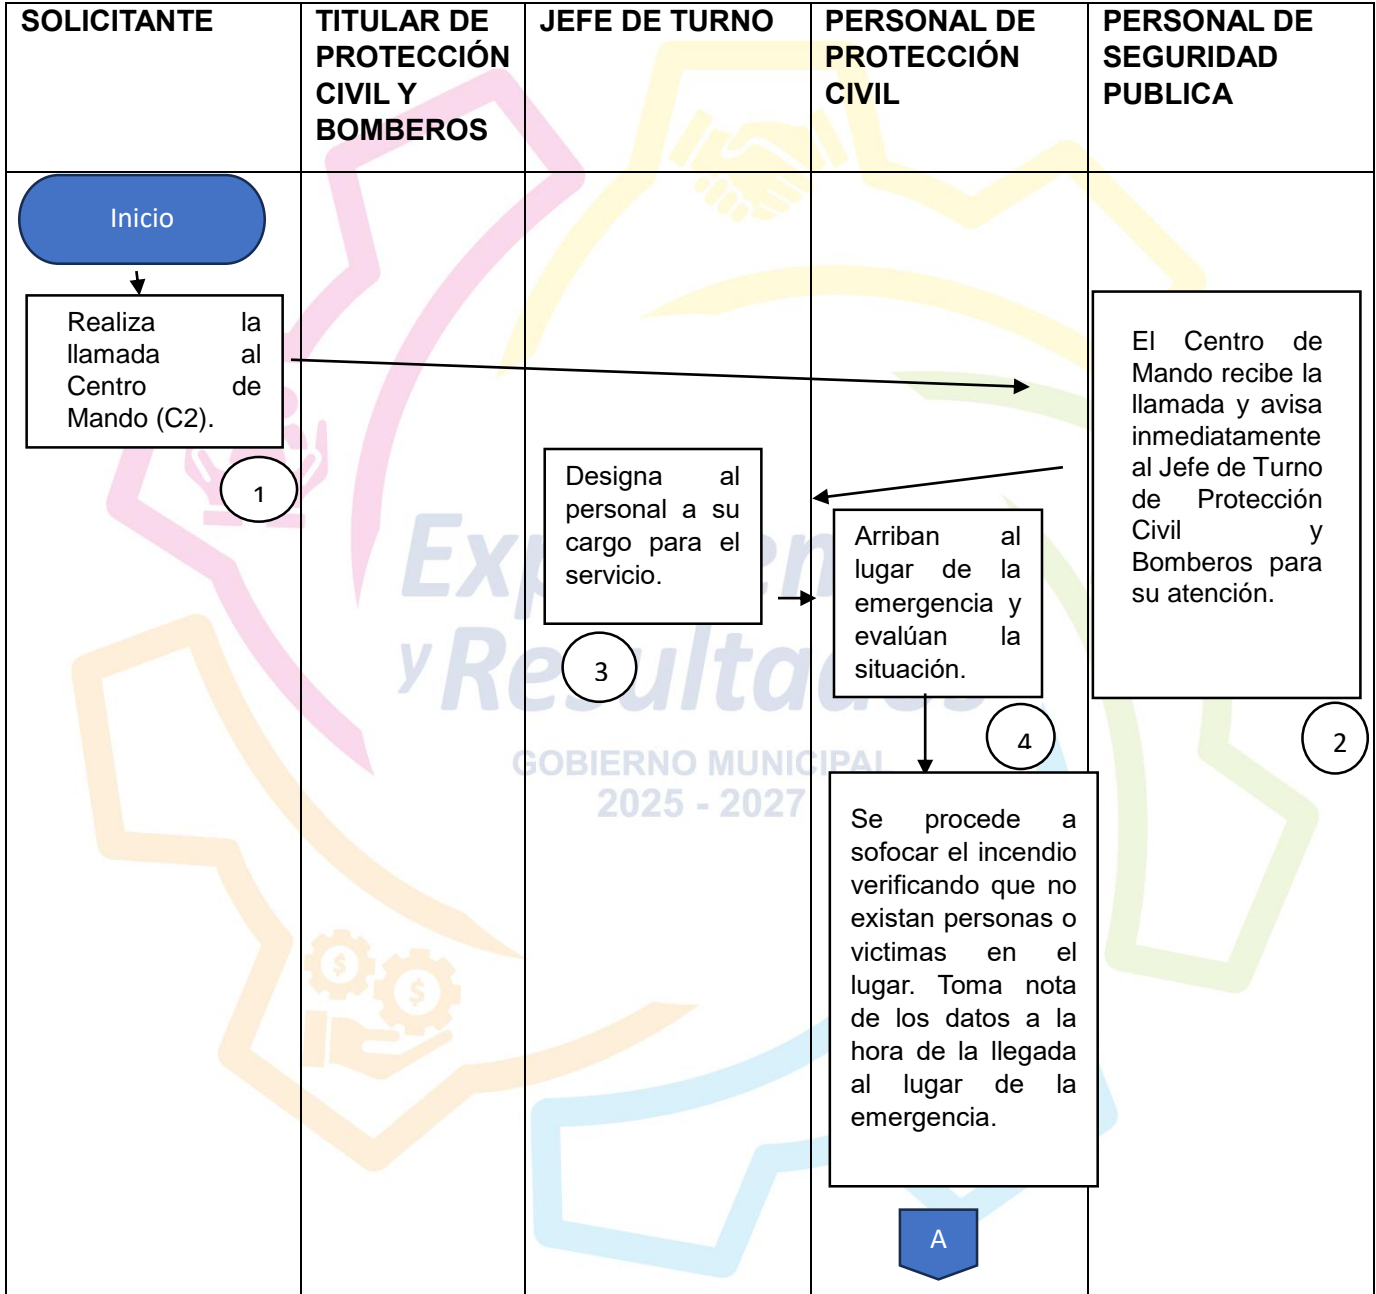 SOLICITANTE
TITULAR DE
PROTECCIÓN
CIVIL Y
BOMBEROS
JEFE DE TURNO
PERSONAL DE
PROTECCIÓN
CIVIL
PERSONAL DE
SEGURIDAD
PUBLICA
Inicio
Realiza la
llamada al
Centro de
Mando (C2).
1
El Centro de
Mando recibe la
llamada y avisa
inmediatamente
al Jefe de Turno
de Protección
Civil y
Bomberos para
su atención.
2
Designa al
personal a su
cargo para el
servicio.
3
Arriban al
lugar de la
emergencia y
evalúan la
situación.
4
Se procede a
sofocar el incendio
verificando que no
existan personas o
victimas en el
lugar. Toma nota
de los datos a la
hora de la llegada
al lugar de la
emergencia.
A
y
GOBIERNO MUNICIPAL
2025 - 2027